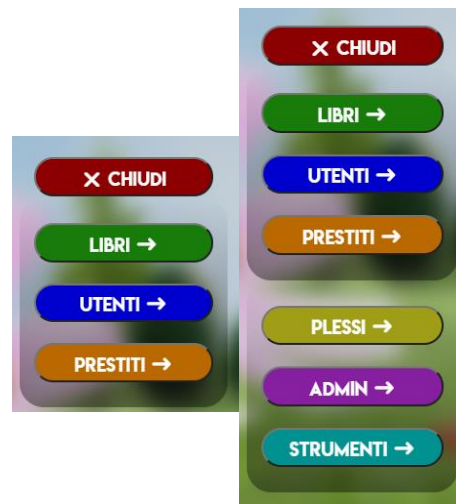 ✕ CHIUDI
LIBRI →
UTENTI →
PRESTITI →
✕ CHIUDI
LIBRI →
UTENTI →
PRESTITI →
PLESSI →
ADMIN →
STRUMENTI →